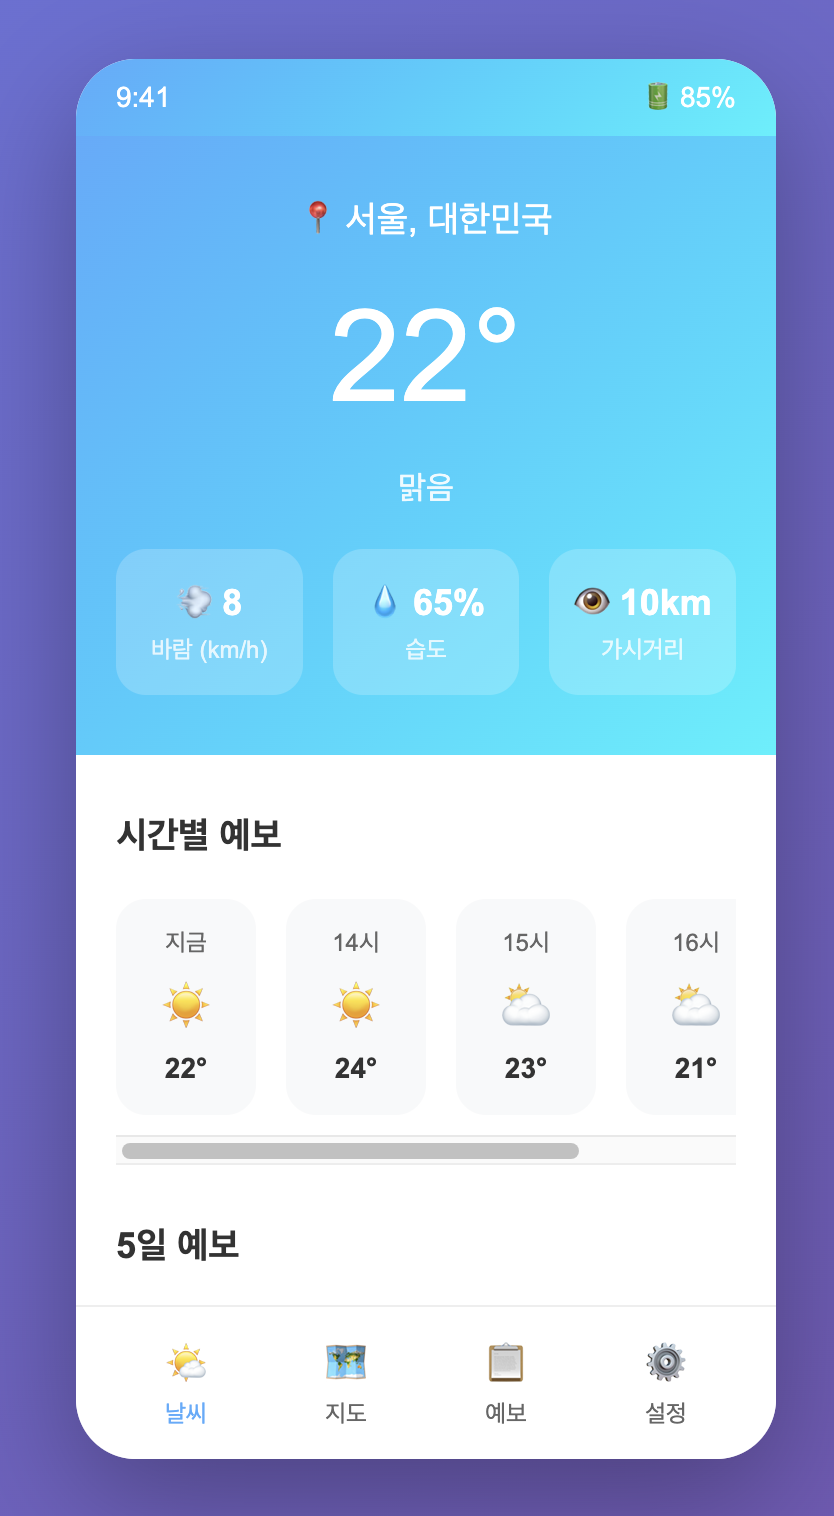 9:41
85%
서울, 대한민국
22°
맑음
8
바람 (km/h)
65%
습도
10km
가시거리
시간별 예보
지금
22°
14시
24°
15시
23°
16시
21°
5일 예보
날씨
지도
예보
설정